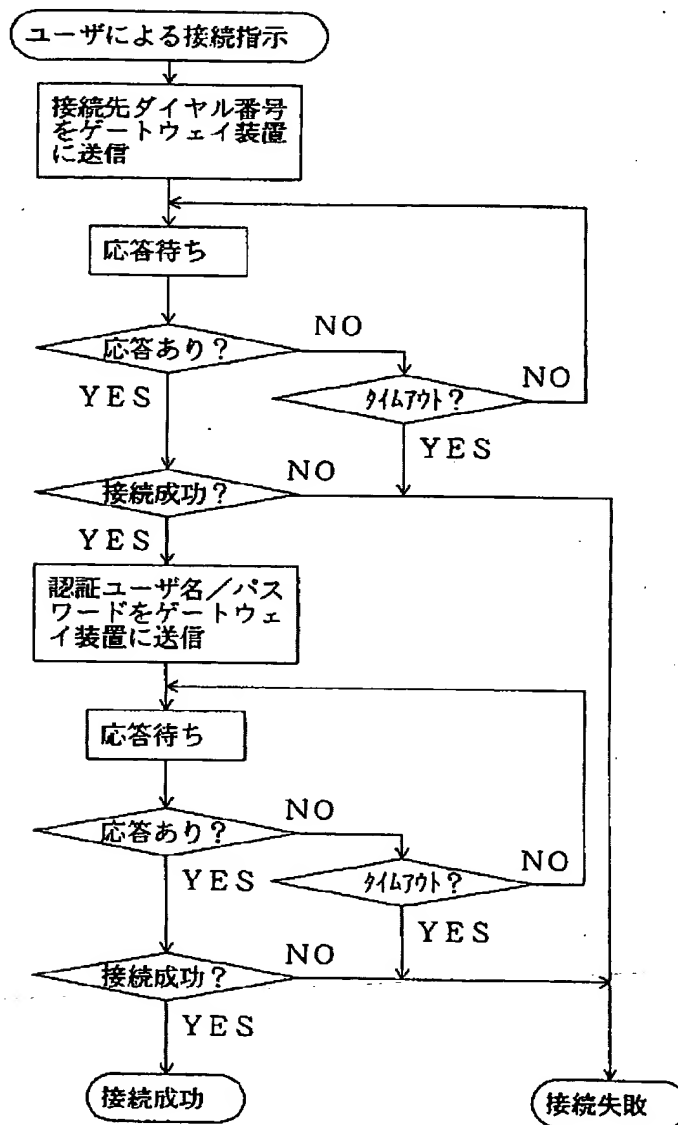 ユーザによる接続指示
接続先ダイヤル番号
をゲートウェイ装置
に送信
応答待ち
応答あり？
NO
YES
タイムアウト？
NO
YES
接続成功？
NO
YES
認証ユーザ名／パス
ワードをゲートウェ
イ装置に送信
応答待ち
応答あり？
NO
YES
タイムアウト？
NO
YES
接続成功？
NO
YES
接続成功
接続失敗